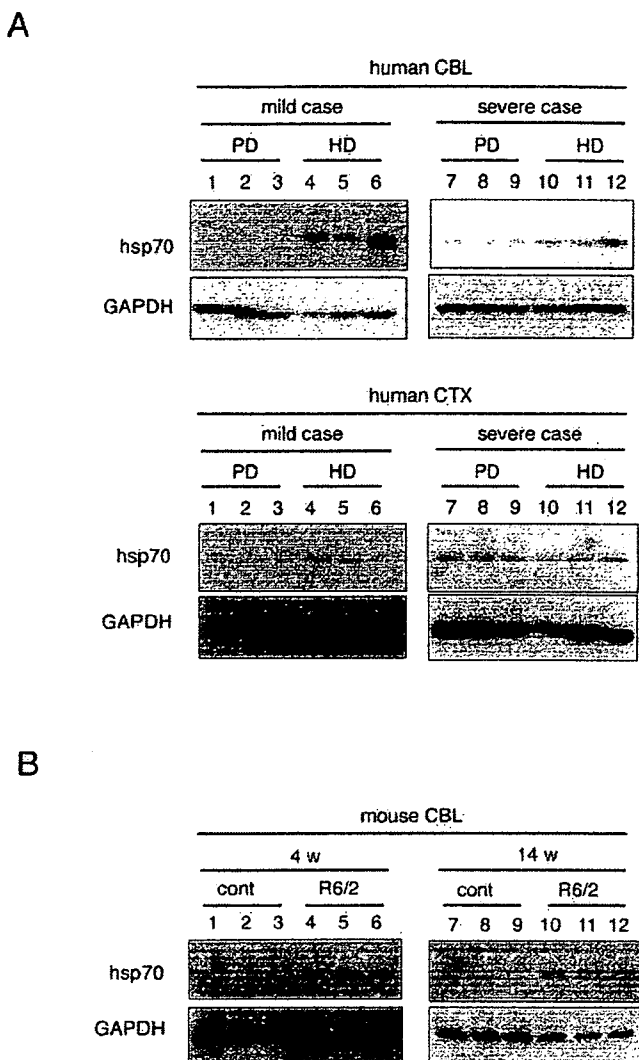 A
human CBL
mild case severe case
PD HD PD HD
1 2 3 4 5 6 7 8 9 10 11 12
hsp70
GAPDH
human CTX
mild case severe case
PD HD PD HD
1 2 3 4 5 6 7 8 9 10 11 12
hsp70
GAPDH
B
mouse CBL
4 w 14 w
cont R6/2 cont R6/2
1 2 3 4 5 6 7 8 9 10 11 12
hsp70
GAPDH